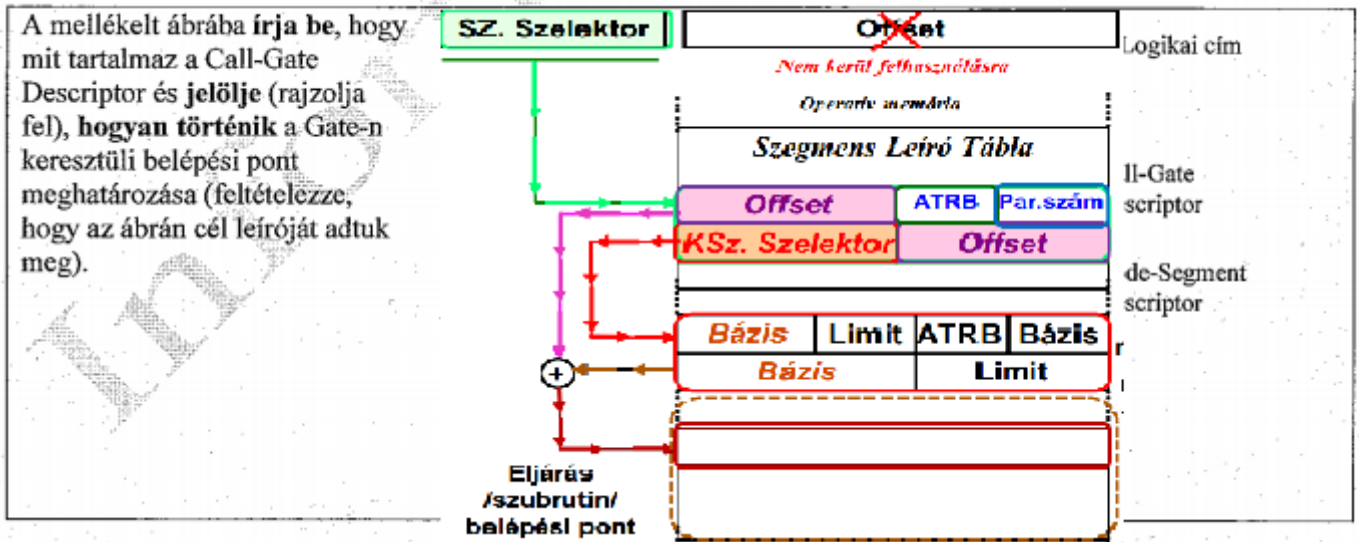 A mellékelt ábrába írja be, hogy
mit tartalmaz a Call-Gate
Descriptor és jelölje (rajzolja
fel), hogyan történik a Gate-n
keresztüli belépési pont
meghatározása (feltételezze,
hogy az ábrán cél leíróját adtuk
meg).
SZ. Szelektor
Offset
Logikai cím
Nem kerül felhasználásra
Operatív memória
Szegmens Leíró Tábla
ll-Gate
scriptor
Offset ATRB Par.szám
KSz. Szelektor Offset
de-Segment
scriptor
Bázis Limit ATRB Bázis
Bázis Limit
+
Eljárás
/szubrutin/
belépési pont